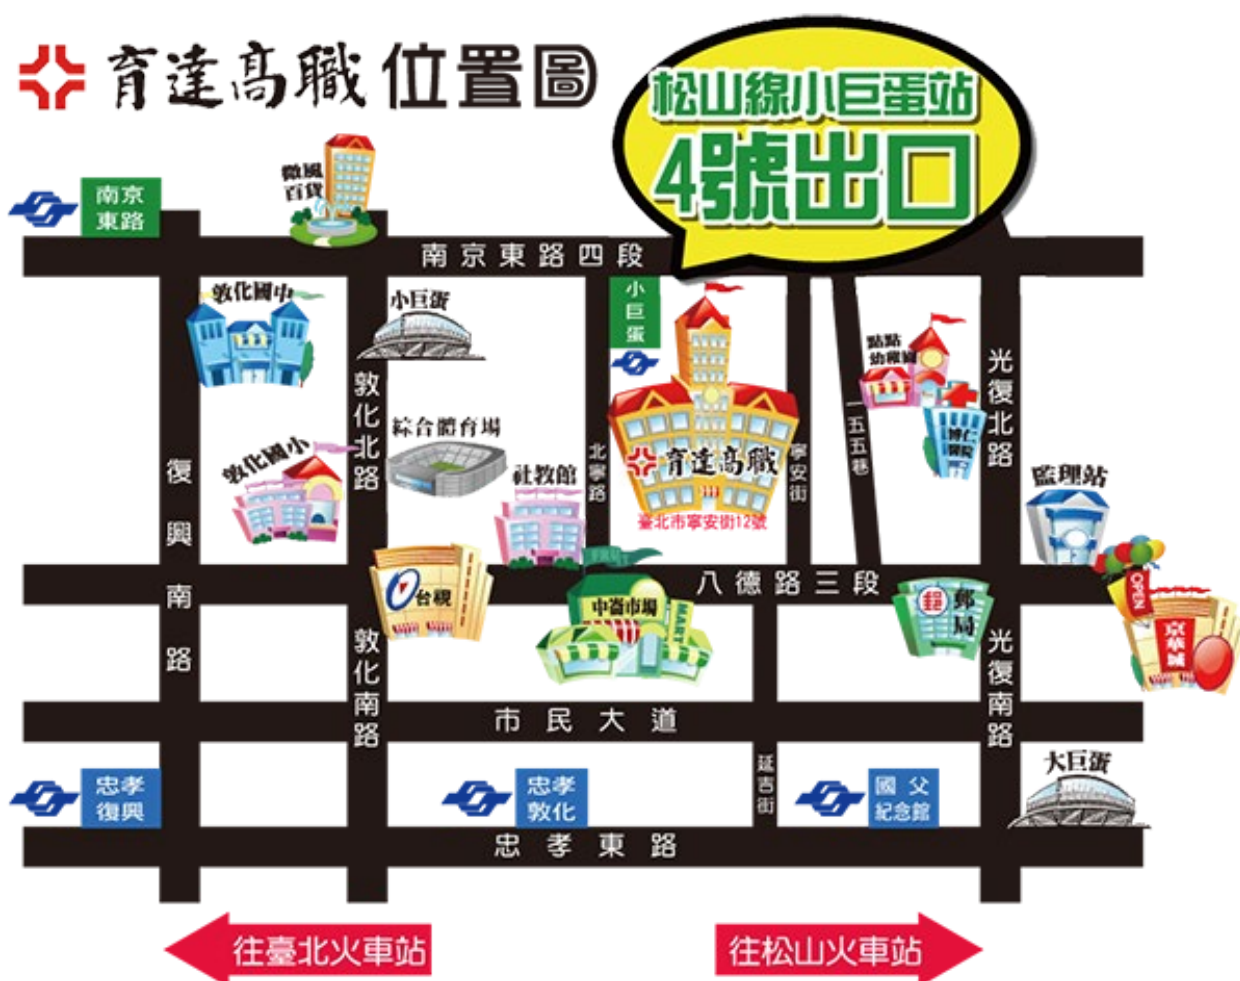 育達高職位置圖
松山線小巨蛋站
4號出口
微風
百貨
南京
東路
南京東路四段
敦化國中
小巨蛋
小巨蛋
點點
幼稚園
敦化北路
光復北路
綜合體育場
博仁
醫院
一五五巷
敦化國小
社教館
北寧路
育達高職
寧安街
監理站
復興南路
臺北市寧安街12號
八德路三段
台視
中崙市場
MART
郵局
OPEN
京華城
敦化南路
光復南路
市民大道
延吉街
大巨蛋
忠孝
復興
忠孝
敦化
國父
紀念館
忠孝東路
往臺北火車站
往松山火車站